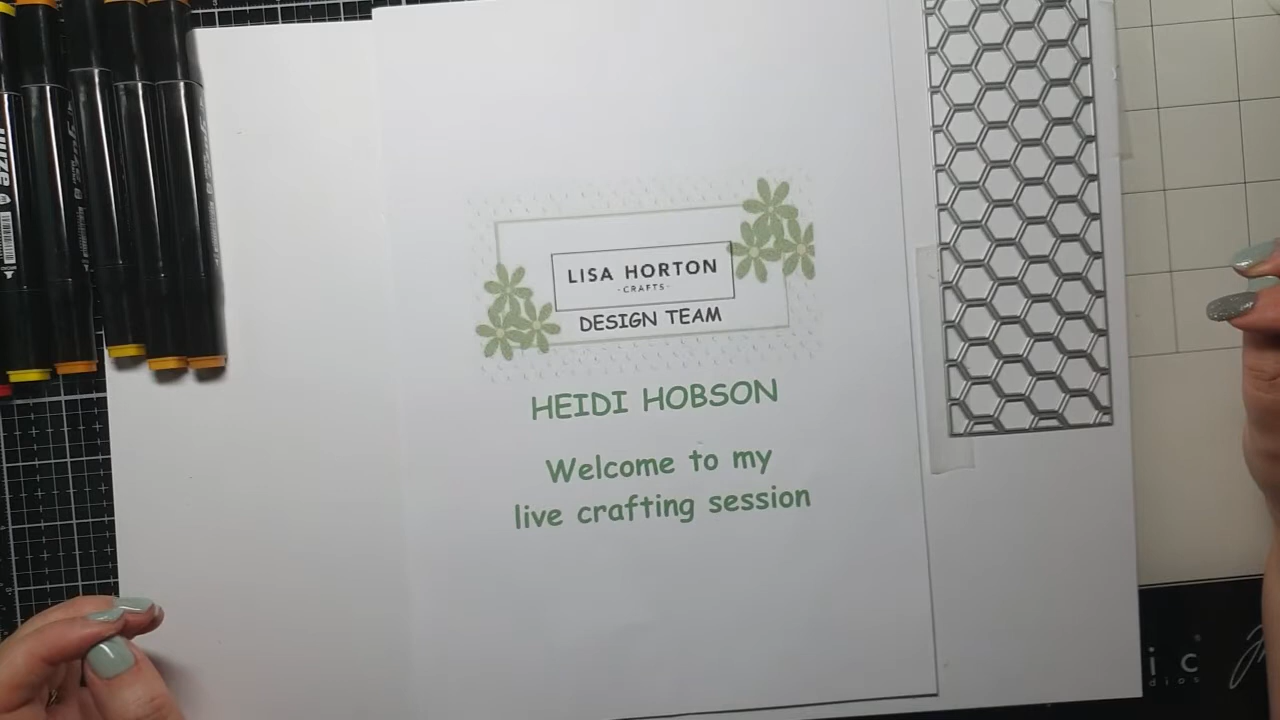 LISA HORTON
·CRAFTS·
DESIGN TEAM
HEIDI HOBSON
Welcome to my
live crafting session